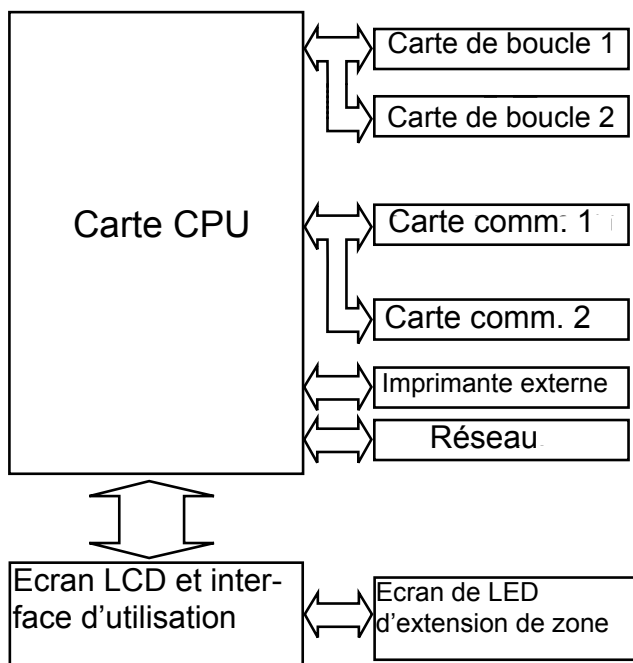 Carte de boucle 1
Carte de boucle 2
Carte CPU
Carte comm. 1
Carte comm. 2
Imprimante externe
Réseau
Ecran LCD et inter-
face d’utilisation
Ecran de LED
d’extension de zone